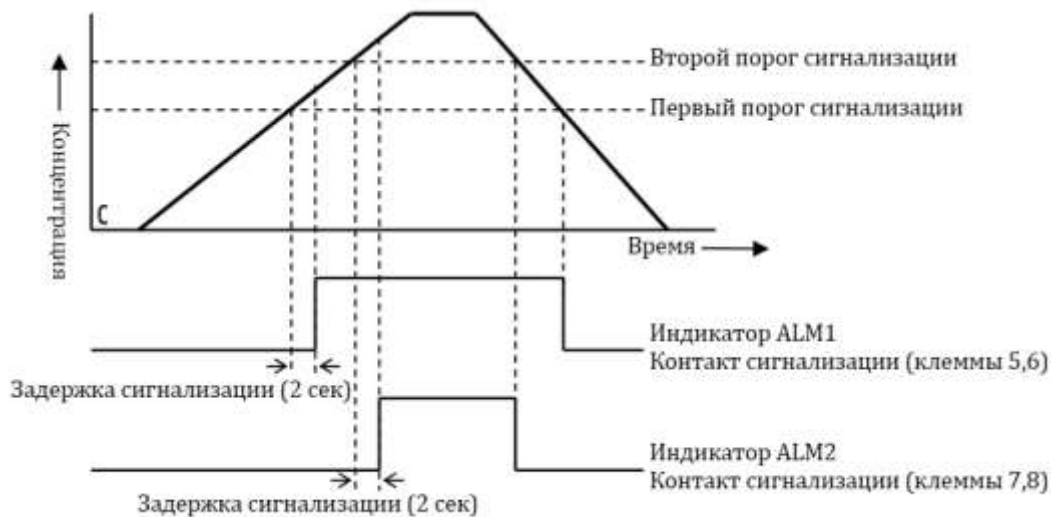 Второй порог сигнализации
Первый порог сигнализации
Концентрация
Время
Индикатор ALM1
Контакт сигнализации (клеммы 5,6)
Задержка сигнализации (2 сек)
Индикатор ALM2
Контакт сигнализации (клеммы 7,8)
Задержка сигнализации (2 сек)